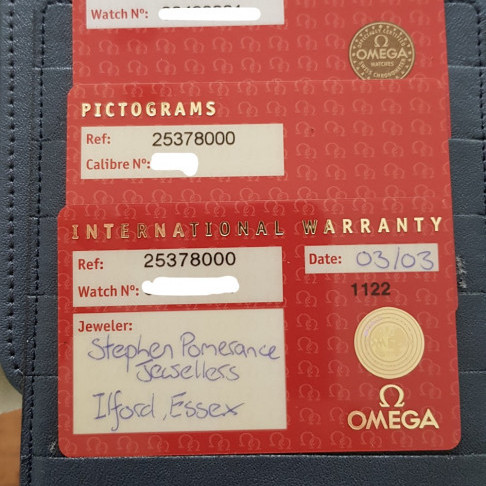 Watch Nº:
OMEGA
WATCHES
PICTOGRAMS
Ref: 25378000
Calibre Nº:
INTERNATIONAL WARRANTY
Ref: 25378000
Date: 03/03
Watch Nº:
1122
Jeweler:
Stephen Pomerance
Jewellers
Ilford, Essex
OMEGA